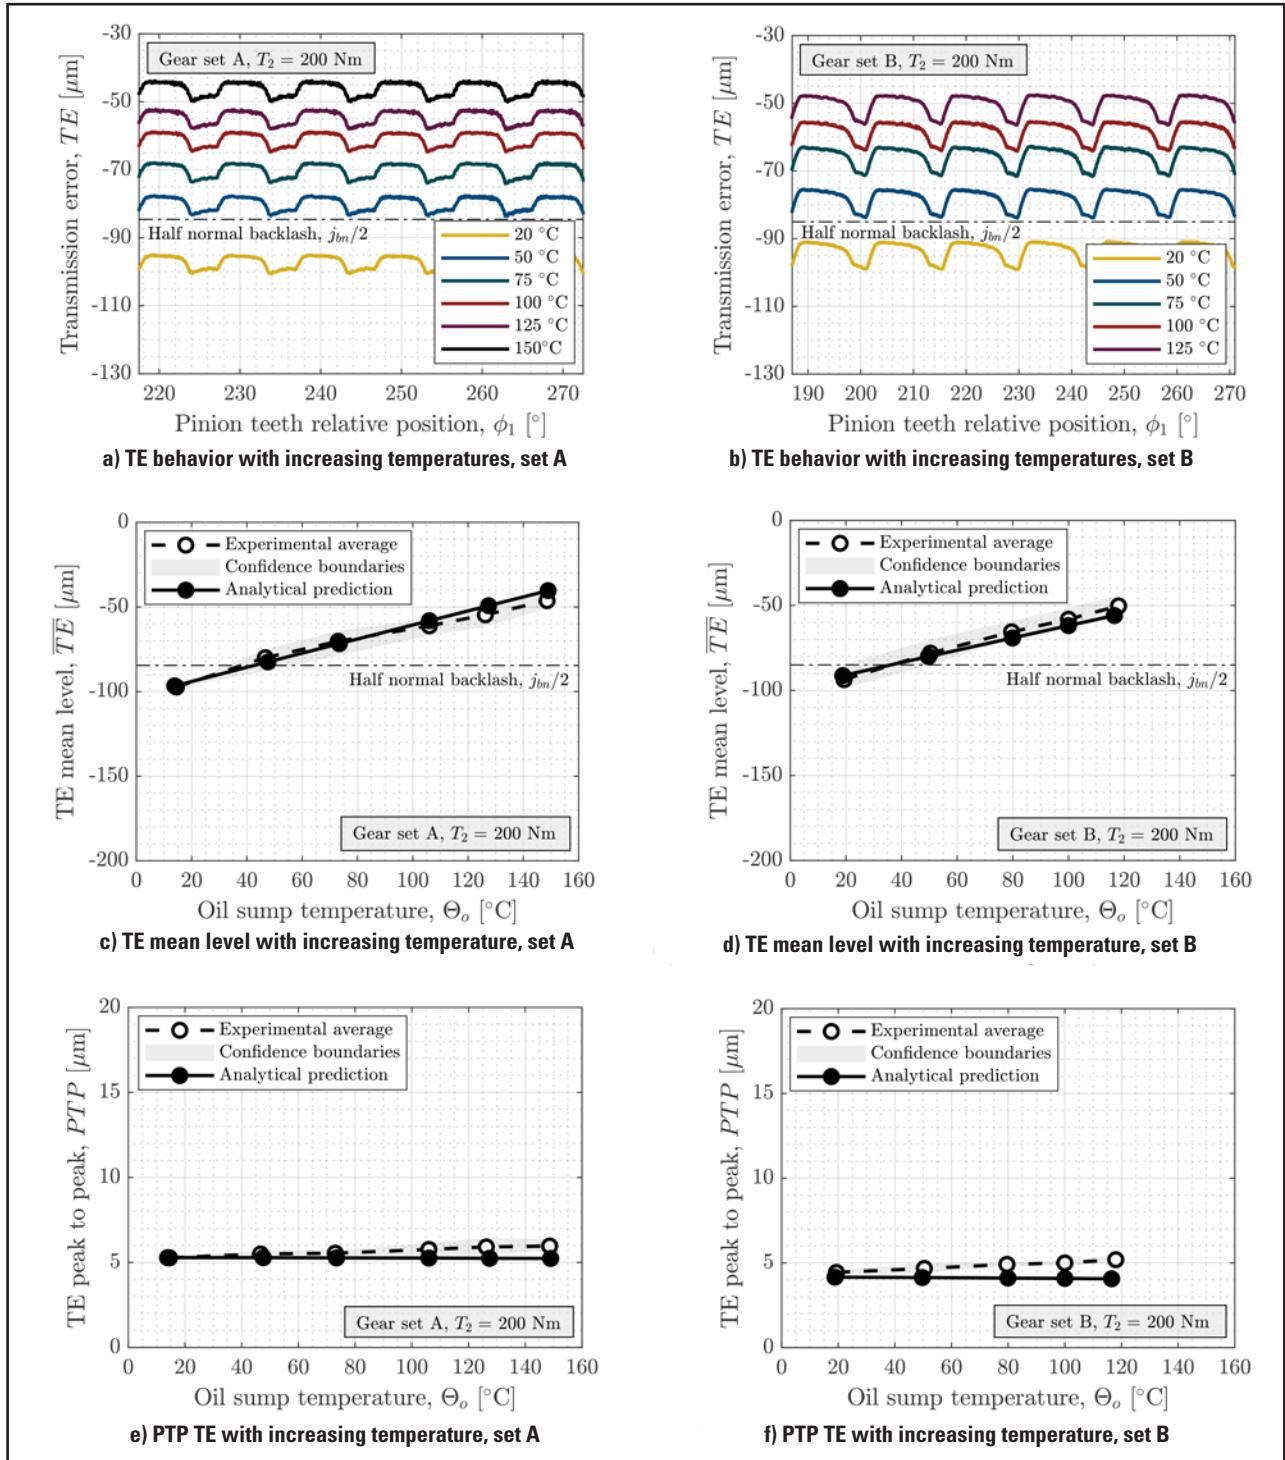 -30
-50
-70
-90
-110
-130
Transmission error, TE [μm]
Gear set A, T₂ = 200 Nm
Half normal backlash, j_bn/2
20 °C
50 °C
75 °C
100 °C
125 °C
150°C
220 230 240 250 260 270
Pinion teeth relative position, ϕ₁ [°]
a) TE behavior with increasing temperatures, set A
-30
-50
-70
-90
-110
-130
Transmission error, TE [μm]
Gear set B, T₂ = 200 Nm
Half normal backlash, j_bn/2
20 °C
50 °C
75 °C
100 °C
125 °C
190 200 210 220 230 240 250 260 270
Pinion teeth relative position, ϕ₁ [°]
b) TE behavior with increasing temperatures, set B
0
-50
-100
-150
-200
TE mean level, TE [μm]
Experimental average
Confidence boundaries
Analytical prediction
Half normal backlash, j_bn/2
Gear set A, T₂ = 200 Nm
0 20 40 60 80 100 120 140 160
Oil sump temperature, Θₒ [°C]
c) TE mean level with increasing temperature, set A
0
-50
-100
-150
-200
TE mean level, TE [μm]
Experimental average
Confidence boundaries
Analytical prediction
Half normal backlash, j_bn/2
Gear set B, T₂ = 200 Nm
0 20 40 60 80 100 120 140 160
Oil sump temperature, Θₒ [°C]
d) TE mean level with increasing temperature, set B
20
15
10
5
0
TE peak to peak, PTP [μm]
Experimental average
Confidence boundaries
Analytical prediction
Gear set A, T₂ = 200 Nm
0 20 40 60 80 100 120 140 160
Oil sump temperature, Θₒ [°C]
e) PTP TE with increasing temperature, set A
20
15
10
5
0
TE peak to peak, PTP [μm]
Experimental average
Confidence boundaries
Analytical prediction
Gear set B, T₂ = 200 Nm
0 20 40 60 80 100 120 140 160
Oil sump temperature, Θₒ [°C]
f) PTP TE with increasing temperature, set B